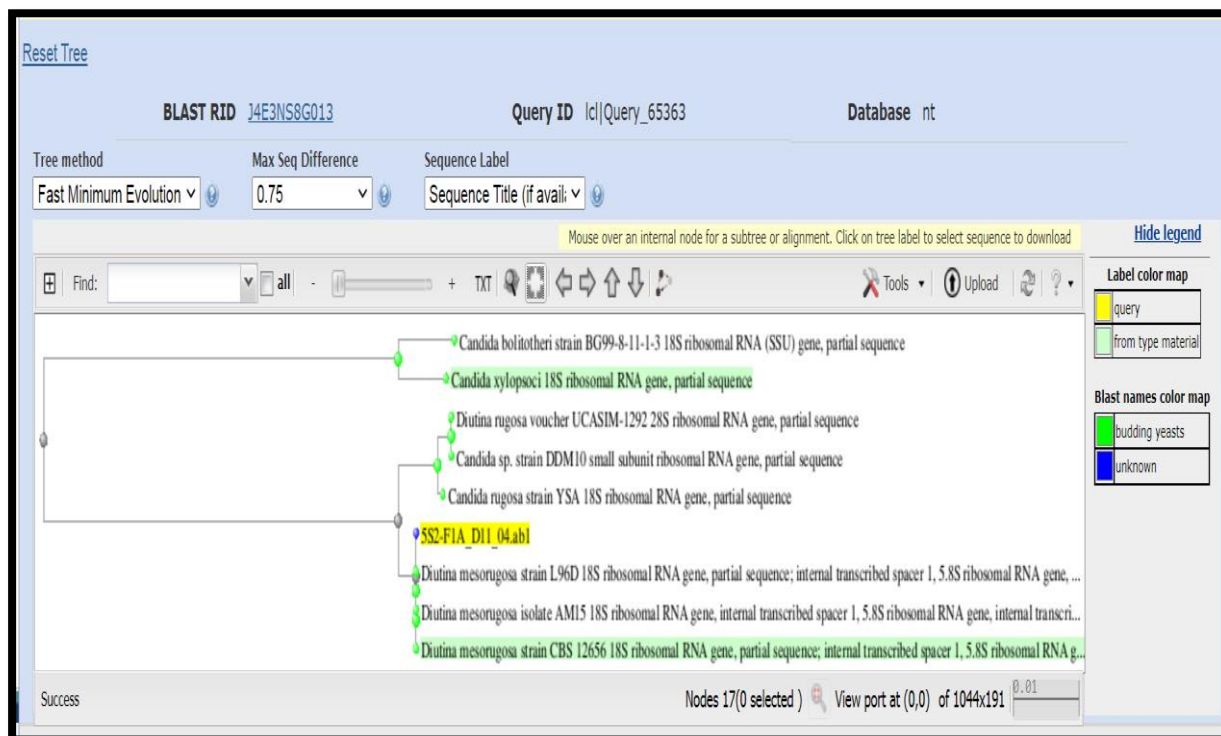 Reset Tree
BLAST RID J4E3NS8G013 Query ID lcl|Query_65363 Database nt
Tree method Max Seq Difference Sequence Label
Fast Minimum Evolution 0.75 Sequence Title (if avail
Mouse over an internal node for a subtree or alignment. Click on tree label to select sequence to download Hide legend
Find: all - + TXT Tools Upload ?
Label color map
query
from type material
Blast names color map
budding yeasts
unknown
Candida bolitotheri strain BG99-8-11-1-3 18S ribosomal RNA (SSU) gene, partial sequence
Candida xylopsoci 18S ribosomal RNA gene, partial sequence
Diutina rugosa voucher UCASIM-1292 28S ribosomal RNA gene, partial sequence
Candida sp. strain DDM10 small subunit ribosomal RNA gene, partial sequence
Candida rugosa strain YSA 18S ribosomal RNA gene, partial sequence
5S2-F1A_D11_04.ab1
Diutina mesorugosa strain L96D 18S ribosomal RNA gene, partial sequence; internal transcribed spacer 1, 5.8S ribosomal RNA gene, ...
Diutina mesorugosa isolate AM15 18S ribosomal RNA gene, internal transcribed spacer 1, 5.8S ribosomal RNA gene, internal transcri...
Diutina mesorugosa strain CBS 12656 18S ribosomal RNA gene, partial sequence; internal transcribed spacer 1, 5.8S ribosomal RNA g...
Success Nodes 17(0 selected ) View port at (0,0) of 1044x191 0.01